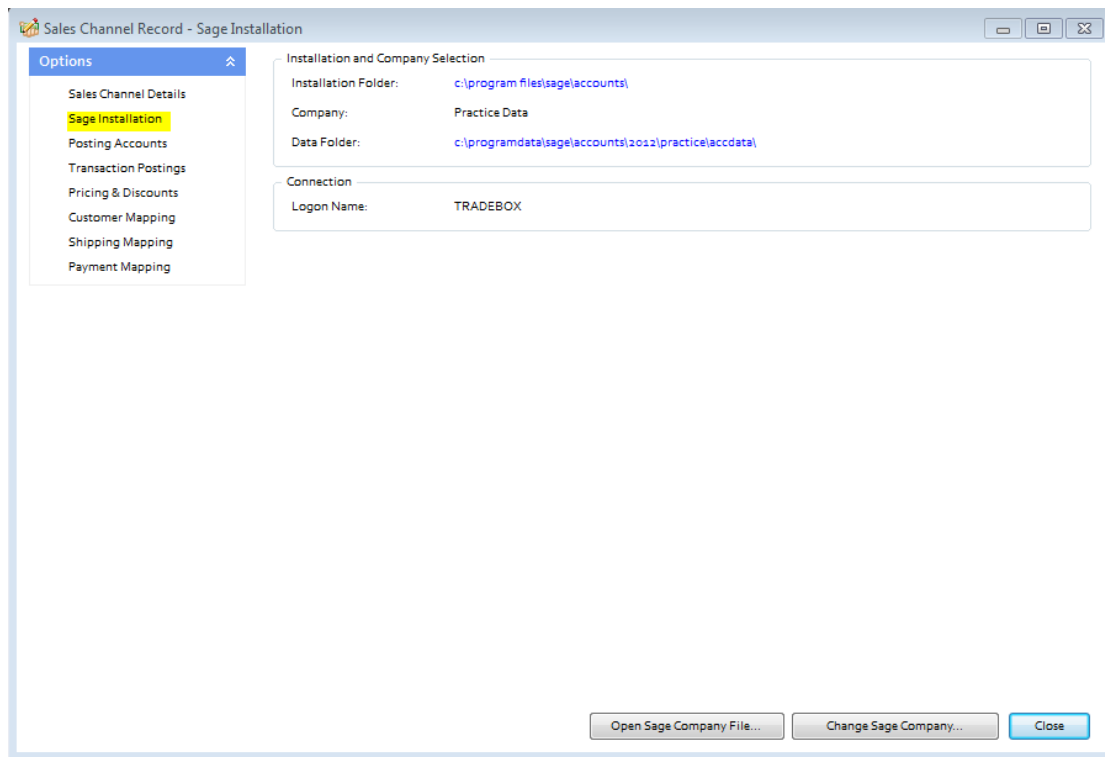 Sales Channel Record - Sage Installation
Options
Sales Channel Details
Sage Installation
Posting Accounts
Transaction Postings
Pricing & Discounts
Customer Mapping
Shipping Mapping
Payment Mapping
Installation and Company Selection
Installation Folder: c:\program files\sage\accounts\
Company: Practice Data
Data Folder: c:\programdata\sage\accounts\2012\practice\accdata\
Connection
Logon Name: TRADEBOX
Open Sage Company File... Change Sage Company... Close